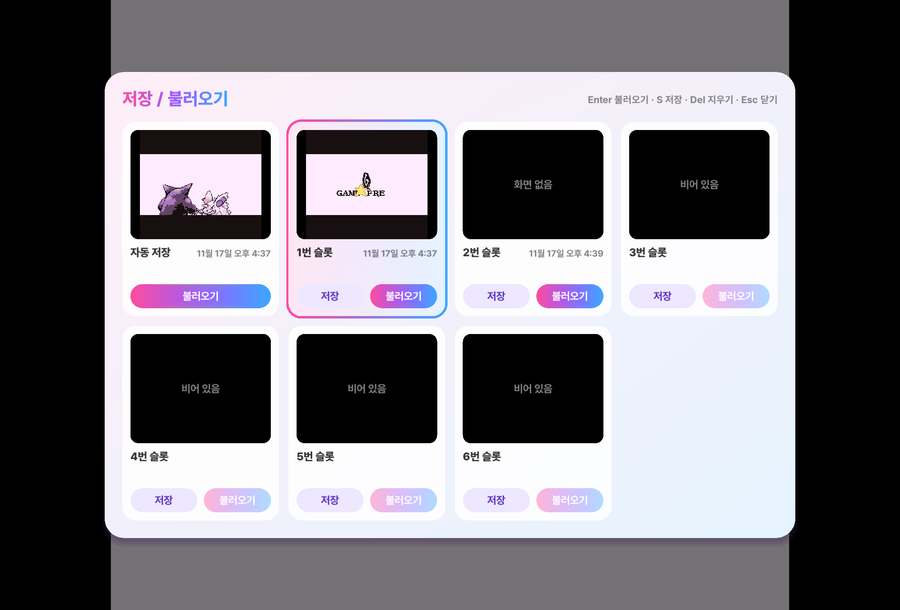 저장 / 불러오기
Enter 불러오기 · S 저장 · Del 지우기 · Esc 닫기
자동 저장 11월 17일 오후 4:37
불러오기
1번 슬롯 11월 17일 오후 4:37
저장 불러오기
화면 없음
2번 슬롯 11월 17일 오후 4:39
저장 불러오기
비어 있음
3번 슬롯
저장 불러오기
비어 있음
4번 슬롯
저장 불러오기
비어 있음
5번 슬롯
저장 불러오기
비어 있음
6번 슬롯
저장 불러오기